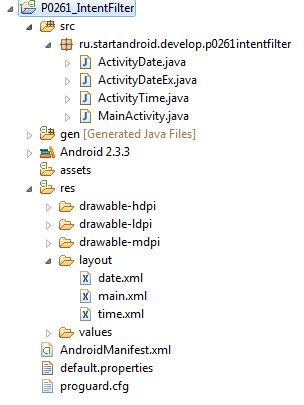 P0261_IntentFilter
src
ru.startandroid.develop.p0261intentfilter
ActivityDate.java
ActivityDateEx.java
ActivityTime.java
MainActivity.java
gen [Generated Java Files]
Android 2.3.3
assets
res
drawable-hdpi
drawable-ldpi
drawable-mdpi
layout
date.xml
main.xml
time.xml
values
AndroidManifest.xml
default.properties
proguard.cfg